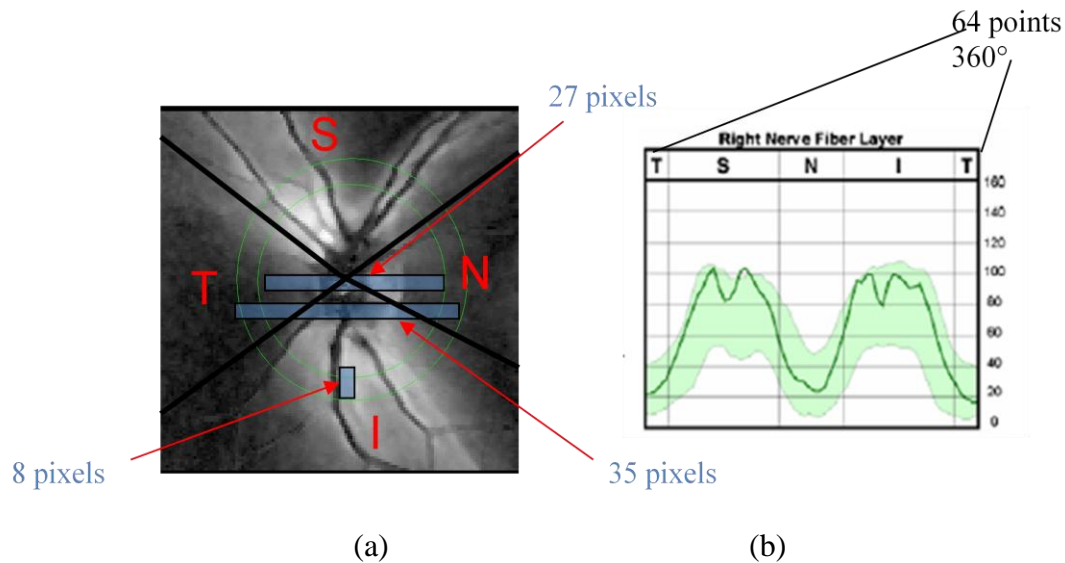 64 points
360°
27 pixels
S
T
N
I
8 pixels
35 pixels
Right Nerve Fiber Layer
T S N I T
160
140
120
100
80
60
40
20
0
(a)
(b)